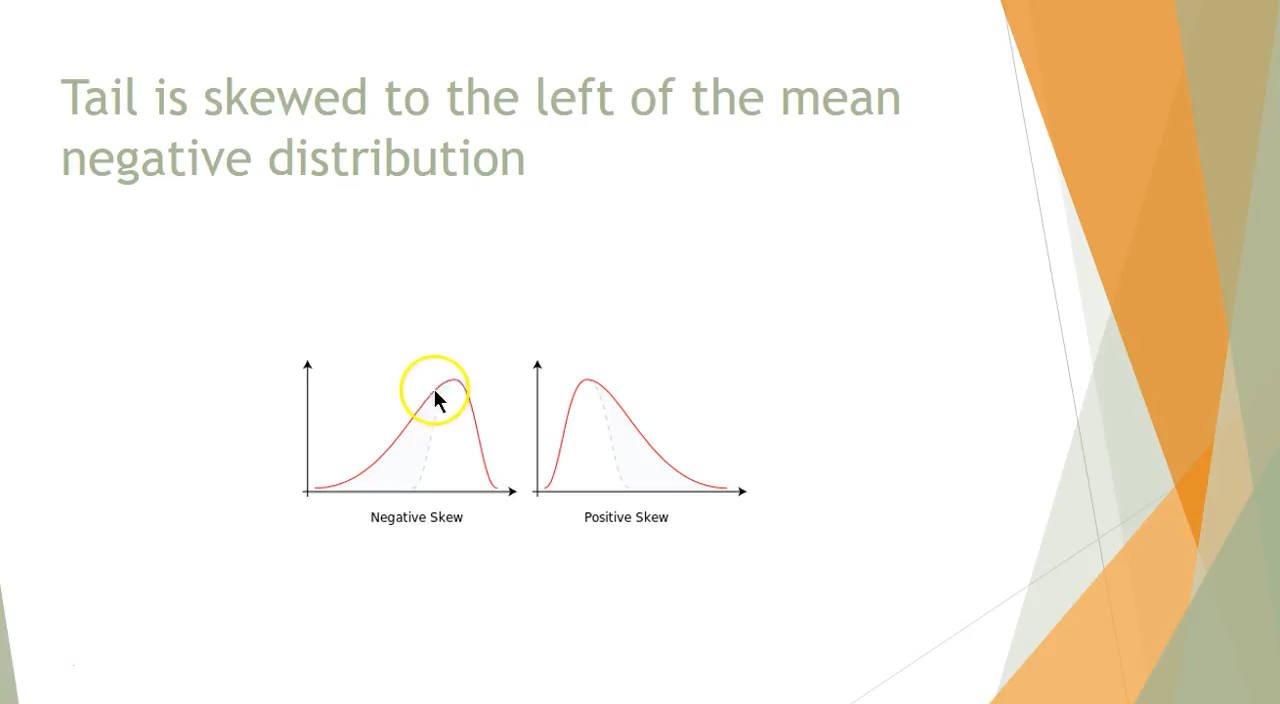 Tail is skewed to the left of the mean
negative distribution
Negative Skew
Positive Skew